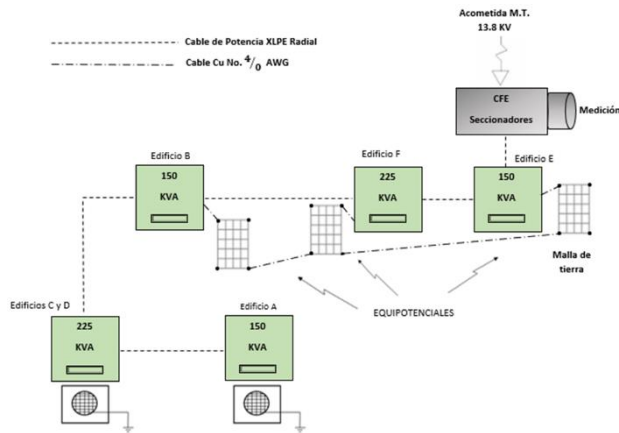 Acometida M.T.
13.8 KV
Cable de Potencia XLPE Radial
Cable Cu No. 4/0 AWG
CFE
Seccionadores
Medición
Edificio B
Edificio F
Edificio E
150
KVA
225
KVA
150
KVA
Malla de
tierra
Edificios C y D
Edificio A
EQUIPOTENCIALES
225
KVA
150
KVA